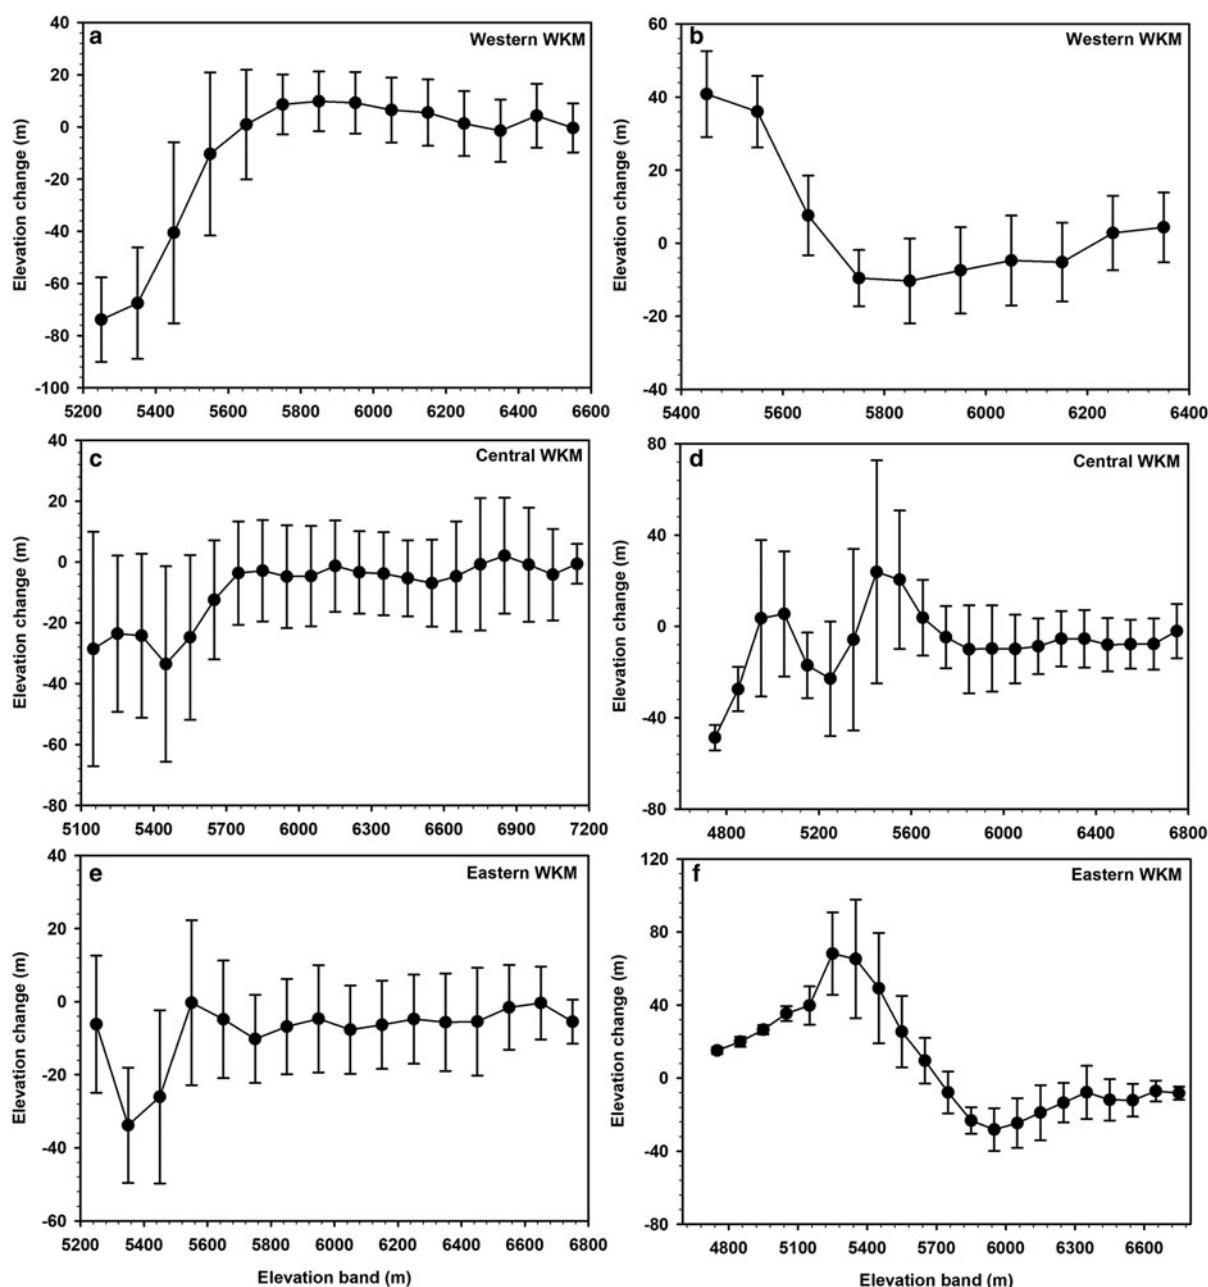 a
Western WKM
40
20
0
-20
-40
-60
-80
-100
Elevation change (m)
5200 5400 5600 5800 6000 6200 6400 6600
b
Western WKM
60
40
20
0
-20
-40
Elevation change (m)
5400 5600 5800 6000 6200 6400
c
Central WKM
40
20
0
-20
-40
-60
-80
Elevation change (m)
5100 5400 5700 6000 6300 6600 6900 7200
d
Central WKM
80
40
0
-40
-80
Elevation change (m)
4800 5200 5600 6000 6400 6800
e
Eastern WKM
40
20
0
-20
-40
-60
Elevation change (m)
5200 5400 5600 5800 6000 6200 6400 6600 6800
Elevation band (m)
f
Eastern WKM
120
80
40
0
-40
-80
Elevation change (m)
4800 5100 5400 5700 6000 6300 6600
Elevation band (m)